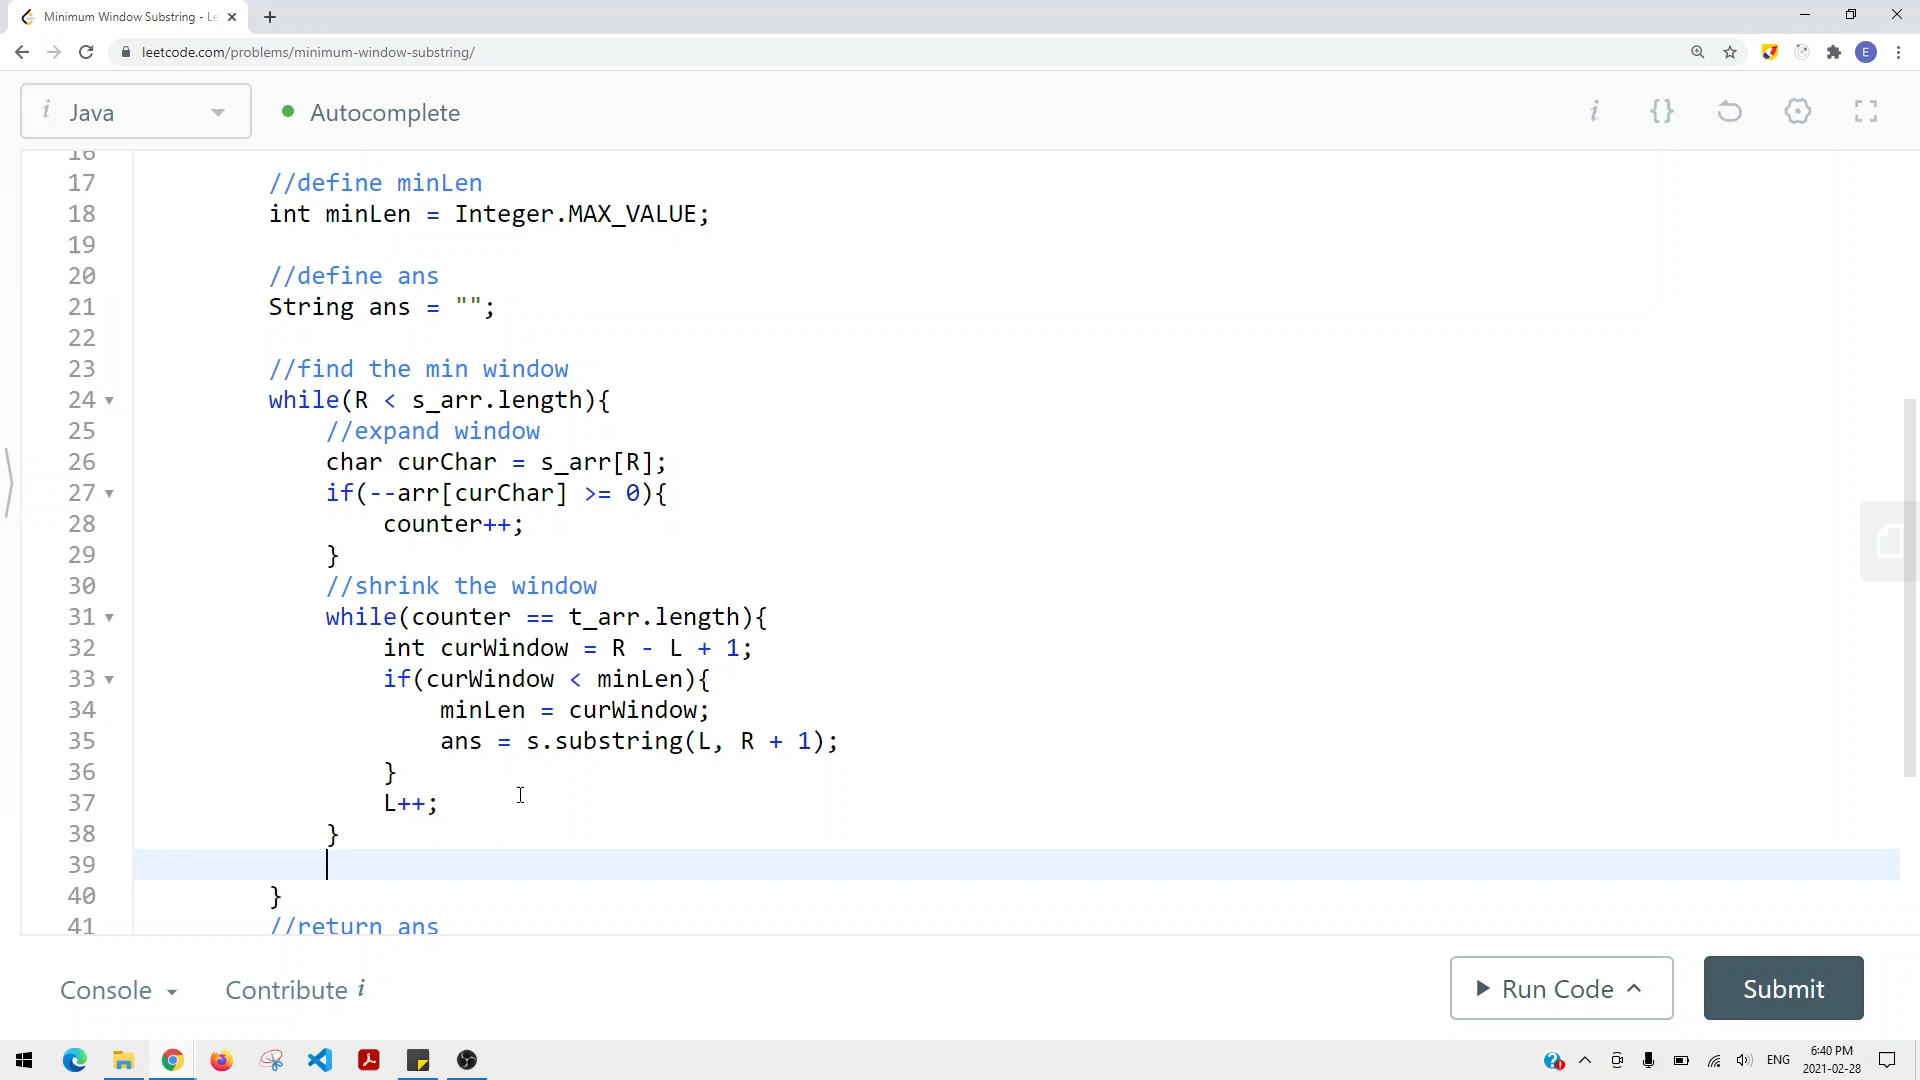 Minimum Window Substring - Le
leetcode.com/problems/minimum-window-substring/
E
i Java
Autocomplete
i {}
16
17 //define minLen
18 int minLen = Integer.MAX_VALUE;
19
20 //define ans
21 String ans = "";
22
23 //find the min window
24 while(R < s_arr.length){
25 //expand window
26 char curChar = s_arr[R];
27 if(--arr[curChar] >= 0){
28 counter++;
29 }
30 //shrink the window
31 while(counter == t_arr.length){
32 int curWindow = R - L + 1;
33 if(curWindow < minLen){
34 minLen = curWindow;
35 ans = s.substring(L, R + 1);
36 }
37 L++;
38 }
39
40 }
41 //return ans
Console
Contribute i
Run Code
Submit
ENG
6:40 PM
2021-02-28